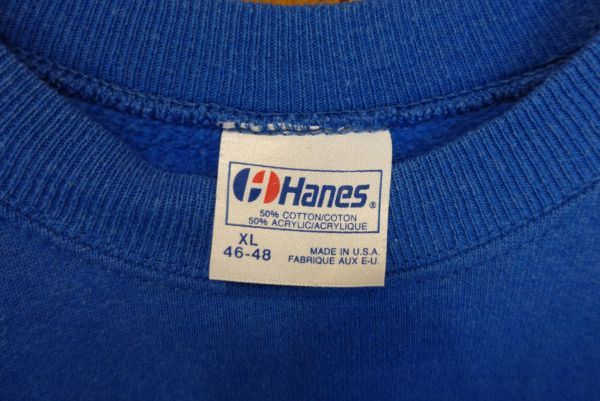 Hanes®
50% COTTON/COTON
50% ACRYLIC/ACRYLIQUE
XL
46-48
MADE IN U.S.A.
FABRIQUE AUX E-U.